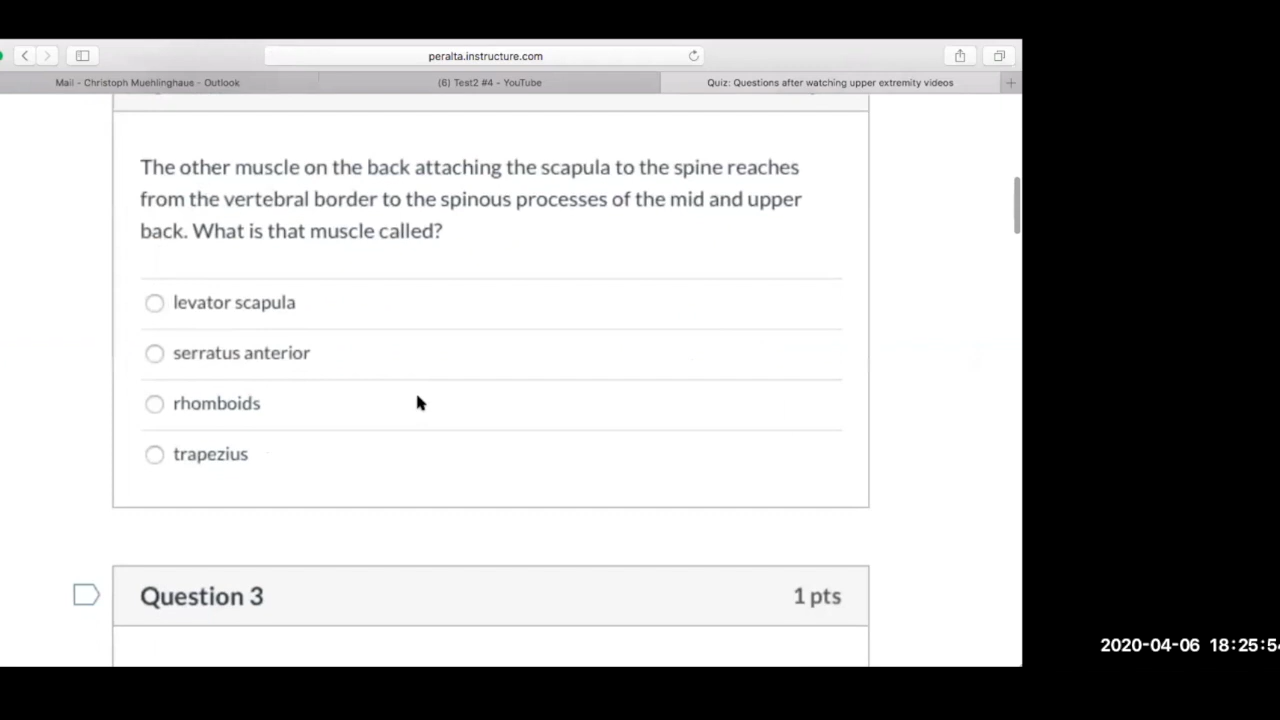 peralta.instructure.com
Mail - Christoph Muehlinghaus - Outlook
(6) Test2 #4 - YouTube
Quiz: Questions after watching upper extremity videos
The other muscle on the back attaching the scapula to the spine reaches
from the vertebral border to the spinous processes of the mid and upper
back. What is that muscle called?
levator scapula
serratus anterior
rhomboids
trapezius
Question 3
1 pts
2020-04-06 18:25:54